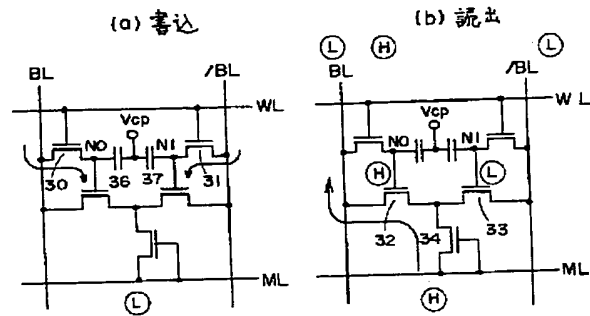 (a) 書込
(b) 読出
BL /BL
WL
Vcp
N0 N1
30 36 37 31
ML
L
L H L
BL /BL
WL
Vcp
N0 N1
H L
32 34 33
ML
H